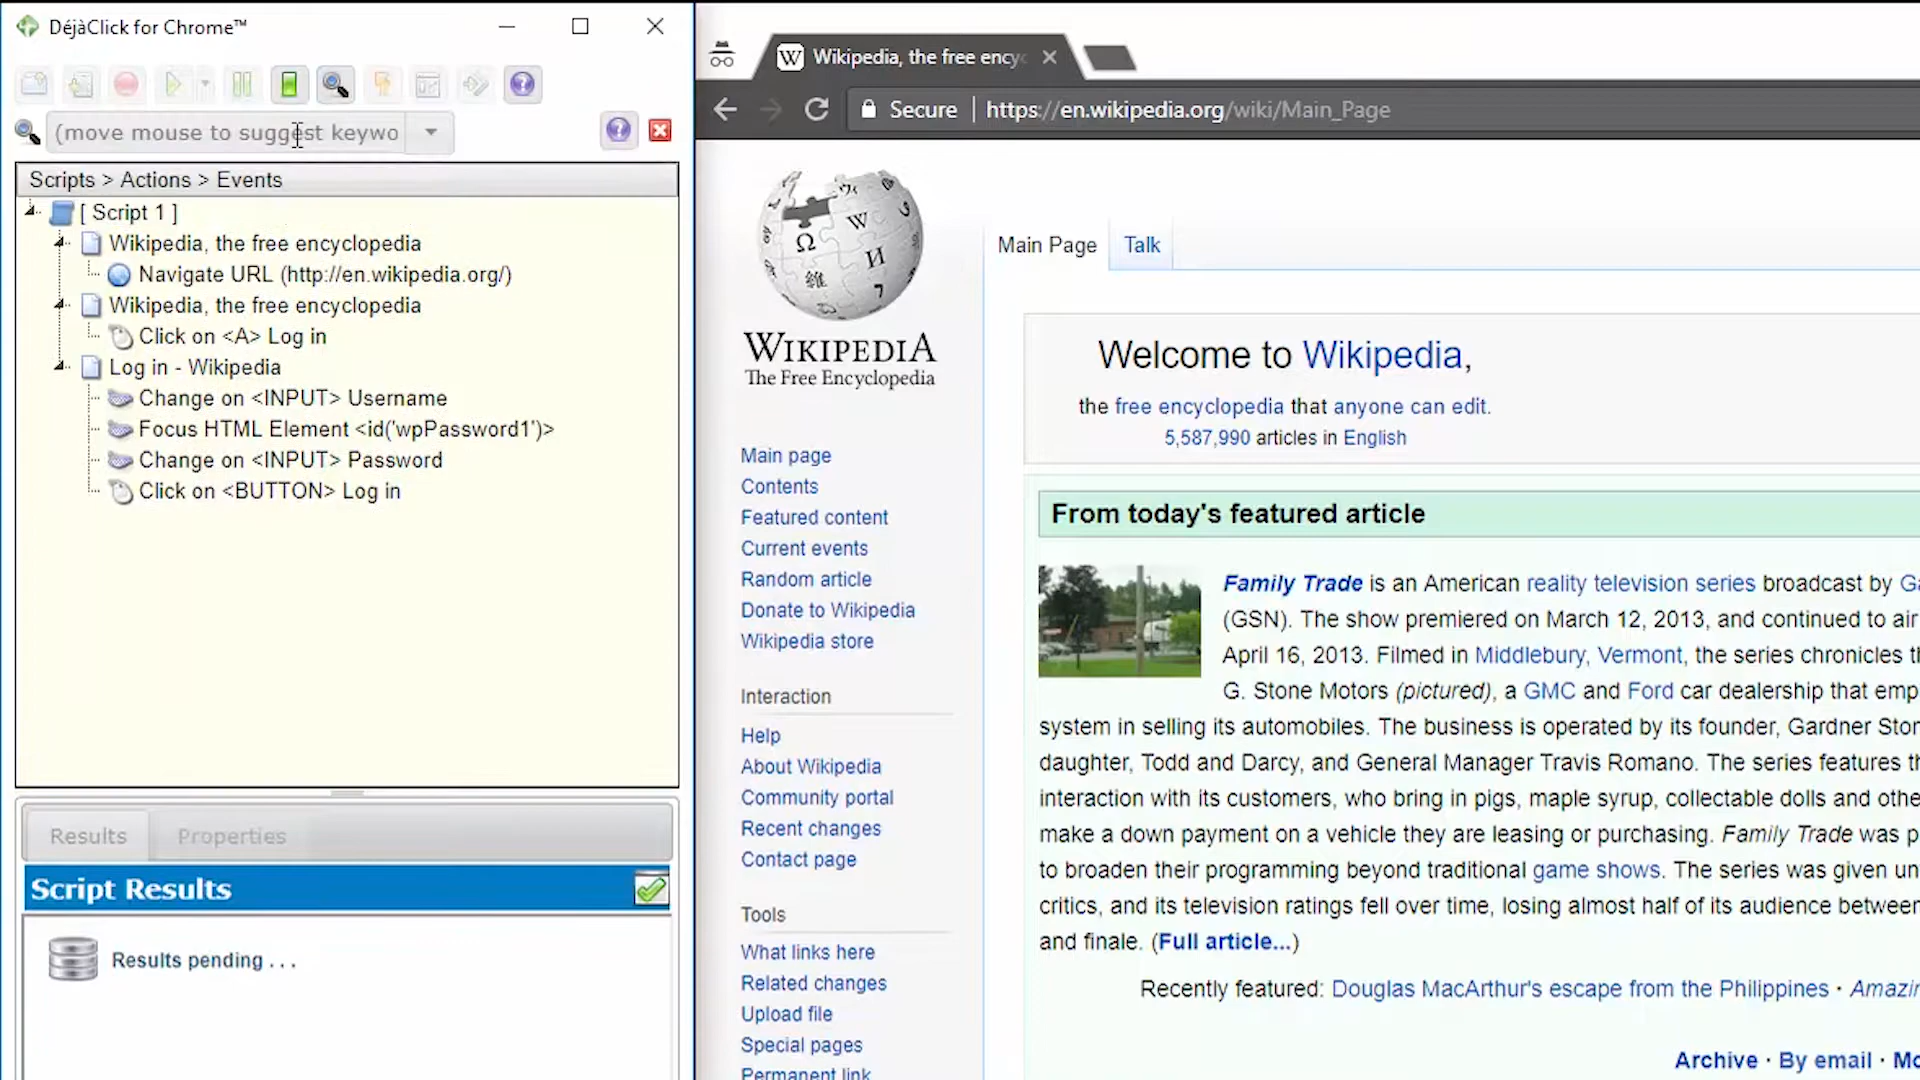 DéjàClick for Chrome™
(move mouse to suggest keywo
Scripts > Actions > Events
[ Script 1 ]
Wikipedia, the free encyclopedia
Navigate URL (http://en.wikipedia.org/)
Wikipedia, the free encyclopedia
Click on <A> Log in
Log in - Wikipedia
Change on <INPUT> Username
Focus HTML Element <id('wpPassword1')>
Change on <INPUT> Password
Click on <BUTTON> Log in
Results Properties
Script Results
Results pending . . .
Wikipedia, the free ency
Secure https://en.wikipedia.org/wiki/Main_Page
WIKIPEDIA
The Free Encyclopedia
Main page
Contents
Featured content
Current events
Random article
Donate to Wikipedia
Wikipedia store
Interaction
Help
About Wikipedia
Community portal
Recent changes
Contact page
Tools
What links here
Related changes
Upload file
Special pages
Permanent link
Main Page Talk
Welcome to Wikipedia,
the free encyclopedia that anyone can edit.
5,587,990 articles in English
From today's featured article
Family Trade is an American reality television series broadcast by Ga
(GSN). The show premiered on March 12, 2013, and continued to air
April 16, 2013. Filmed in Middlebury, Vermont, the series chronicles th
G. Stone Motors (pictured), a GMC and Ford car dealership that emp
system in selling its automobiles. The business is operated by its founder, Gardner Ston
daughter, Todd and Darcy, and General Manager Travis Romano. The series features th
interaction with its customers, who bring in pigs, maple syrup, collectable dolls and othe
make a down payment on a vehicle they are leasing or purchasing. Family Trade was p
to broaden their programming beyond traditional game shows. The series was given un
critics, and its television ratings fell over time, losing almost half of its audience between
and finale. (Full article...)
Recently featured: Douglas MacArthur's escape from the Philippines · Amazin
Archive · By email · Mo